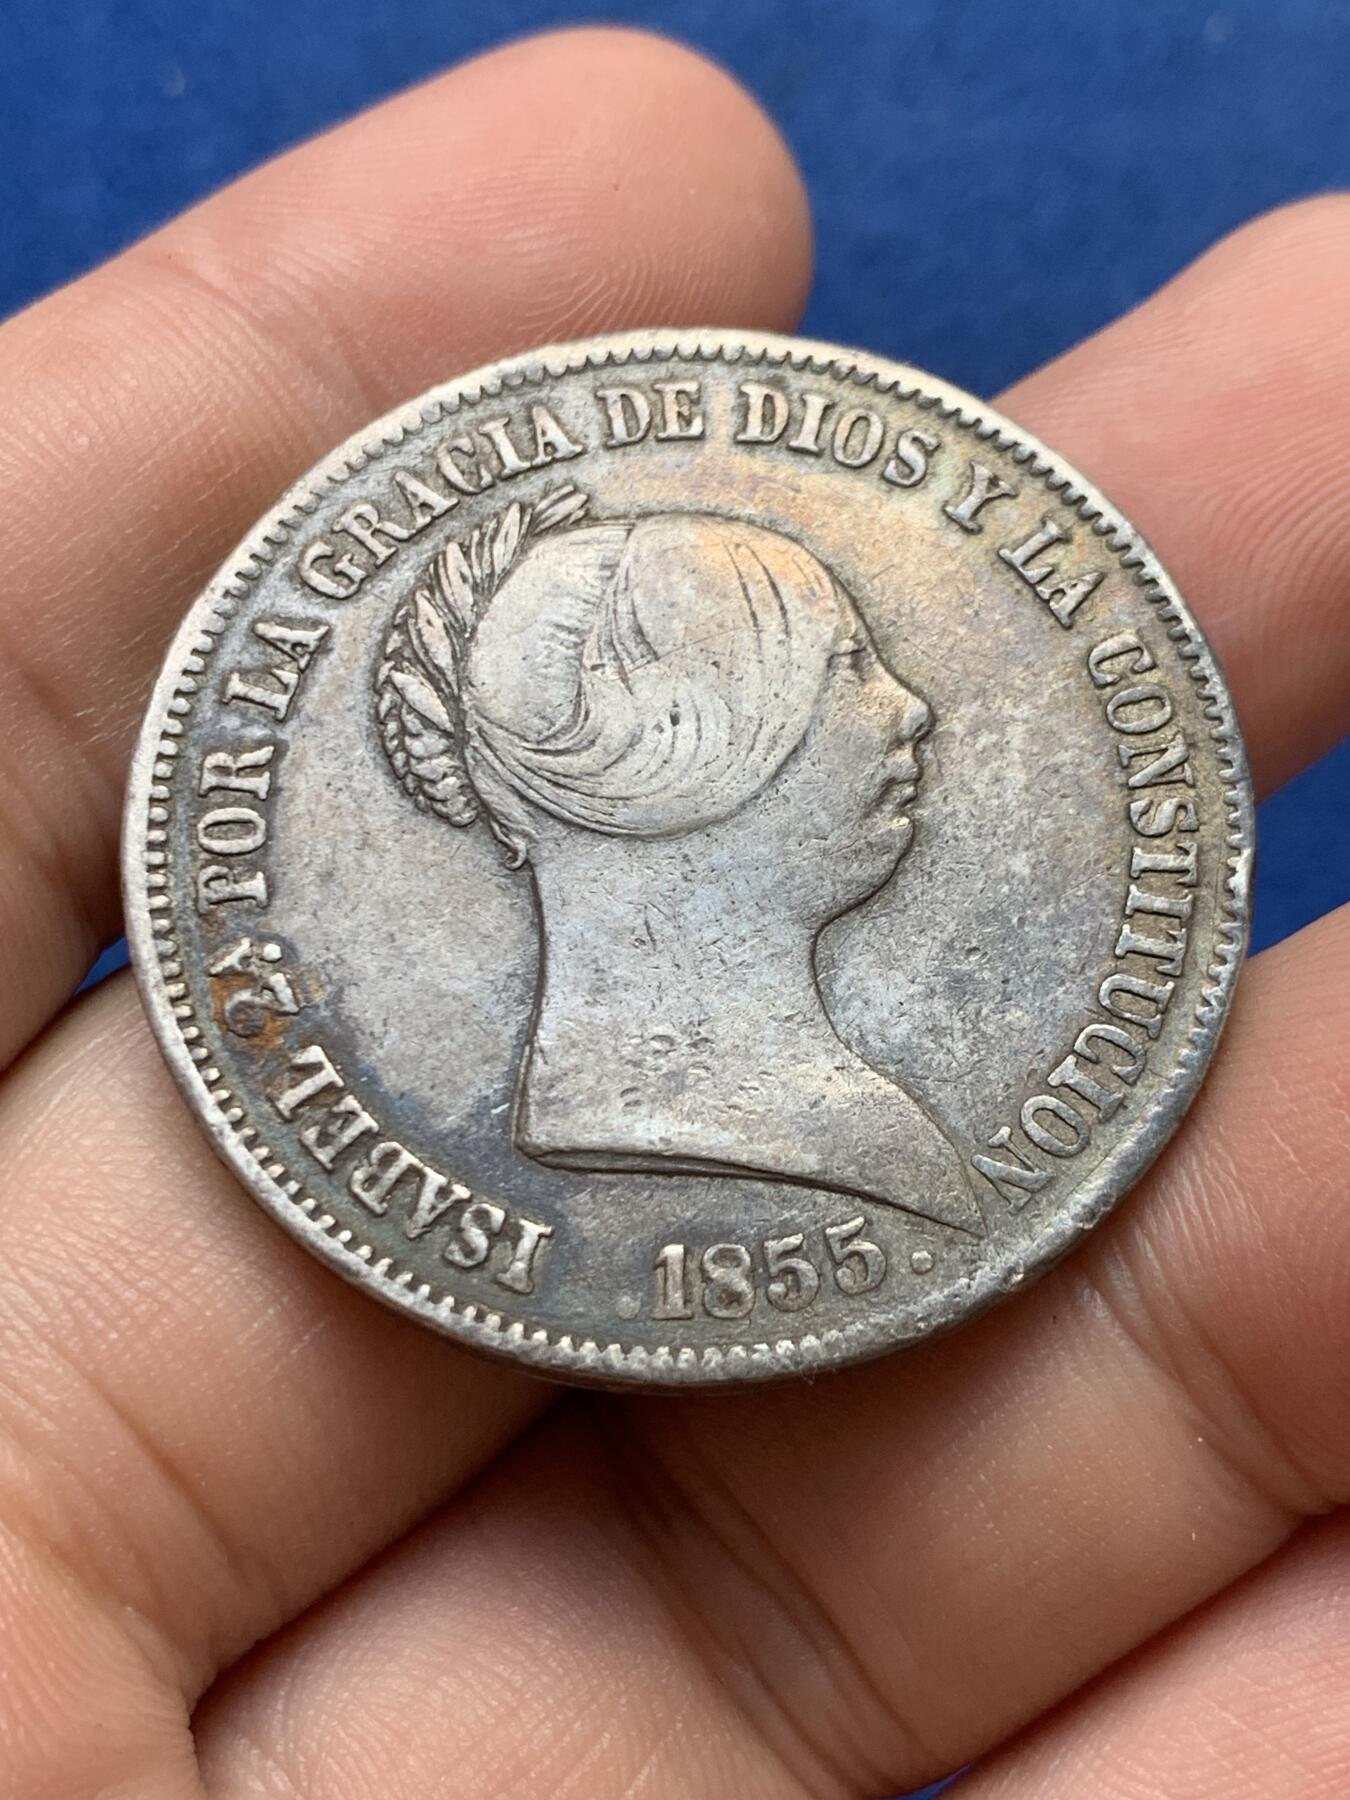 ISABEL 2ª. POR LA GRACIA DE DIOS Y LA CONSTITUCION
.1855.